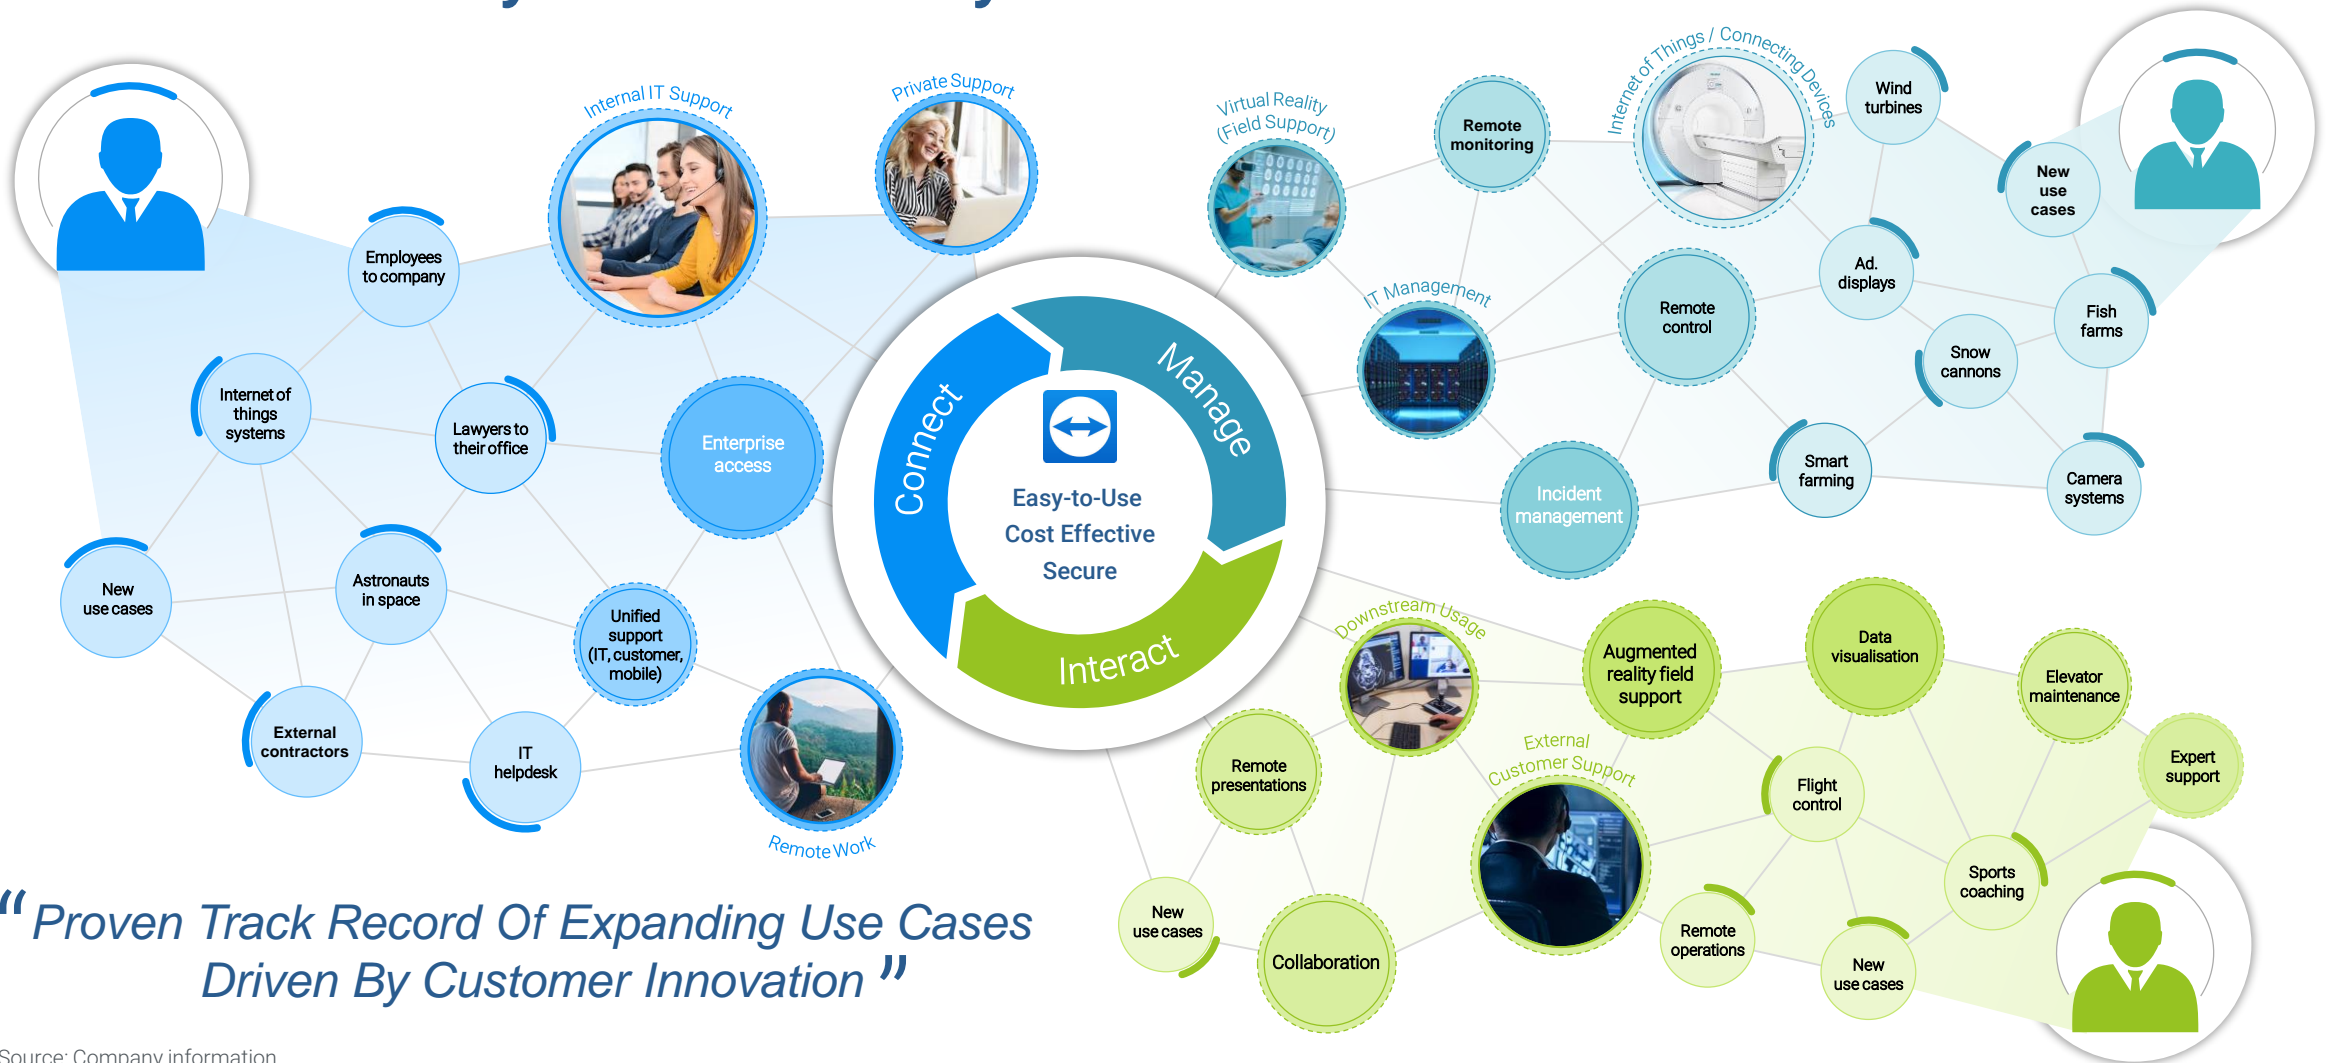 Internal IT Support
Private Support
Employees
to company
Internet of
things
systems
Lawyers to
their office
Enterprise
access
New
use cases
Astronauts
in space
Unified
support
(IT, customer,
mobile)
External
contractors
IT
helpdesk
Remote Work
Connect
Manage
Interact
Easy-to-Use
Cost Effective
Secure
Virtual Reality
(Field Support)
Remote
monitoring
Internet of Things / Connecting Devices
Wind
turbines
New
use
cases
IT Management
Remote
control
Ad.
displays
Fish
farms
Snow
cannons
Incident
management
Smart
farming
Camera
systems
Downstream Usage
Augmented
reality field
support
Data
visualisation
Elevator
maintenance
Expert
support
Remote
presentations
External
Customer Support
Flight
control
Sports
coaching
New
use cases
Collaboration
Remote
operations
New
use cases
“Proven Track Record Of Expanding Use Cases
Driven By Customer Innovation”
Source: Company information